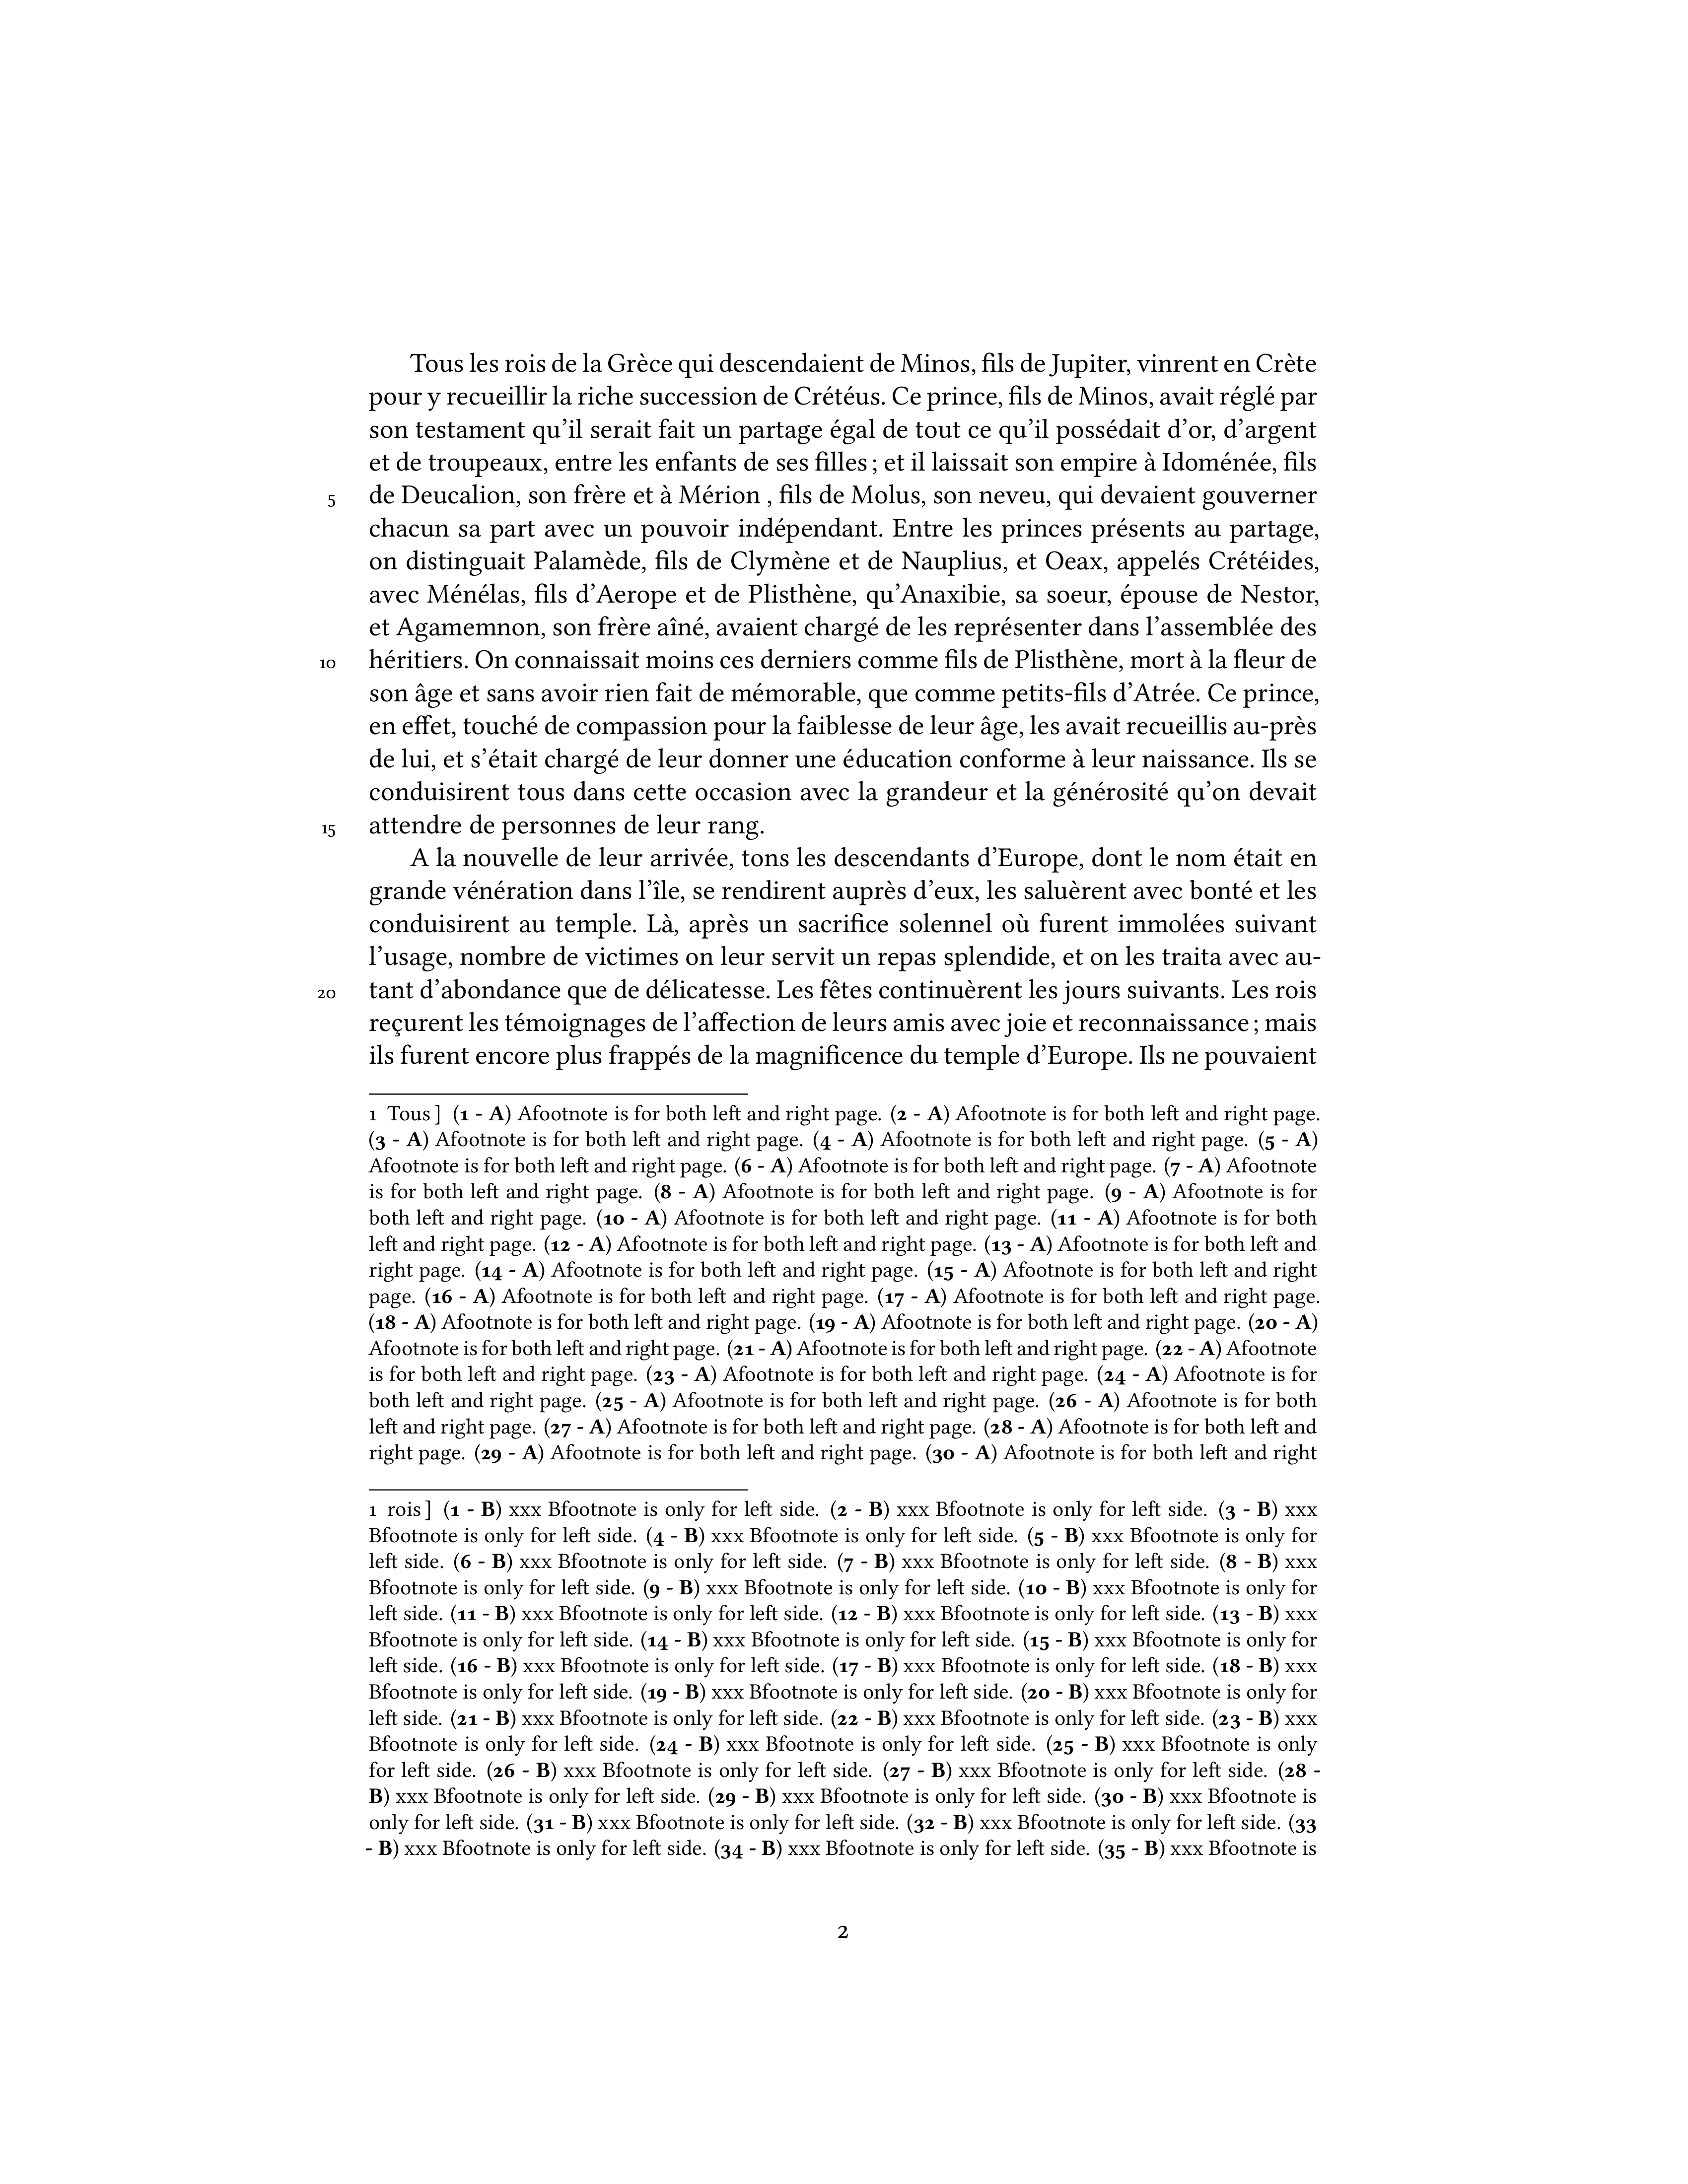 Tous les rois de la Grèce qui descendaient de Minos, fils de Jupiter, vinrent en Crète
pour y recueillir la riche succession de Crétéus. Ce prince, fils de Minos, avait réglé par
son testament qu’il serait fait un partage égal de tout ce qu’il possédait d’or, d’argent
et de troupeaux, entre les enfants de ses filles ; et il laissait son empire à Idoménée, fils
5 de Deucalion, son frère et à Mérion , fils de Molus, son neveu, qui devaient gouverner
chacun sa part avec un pouvoir indépendant. Entre les princes présents au partage,
on distinguait Palamède, fils de Clymène et de Nauplius, et Oeax, appelés Crétéides,
avec Ménélas, fils d’Aerope et de Plisthène, qu’Anaxibie, sa soeur, épouse de Nestor,
et Agamemnon, son frère aîné, avaient chargé de les représenter dans l’assemblée des
10 héritiers. On connaissait moins ces derniers comme fils de Plisthène, mort à la fleur de
son âge et sans avoir rien fait de mémorable, que comme petits-fils d’Atrée. Ce prince,
en effet, touché de compassion pour la faiblesse de leur âge, les avait recueillis au-près
de lui, et s’était chargé de leur donner une éducation conforme à leur naissance. Ils se
conduisirent tous dans cette occasion avec la grandeur et la générosité qu’on devait
15 attendre de personnes de leur rang.
A la nouvelle de leur arrivée, tons les descendants d’Europe, dont le nom était en
grande vénération dans l’île, se rendirent auprès d’eux, les saluèrent avec bonté et les
conduisirent au temple. Là, après un sacrifice solennel où furent immolées suivant
l’usage, nombre de victimes on leur servit un repas splendide, et on les traita avec au-
20 tant d’abondance que de délicatesse. Les fêtes continuèrent les jours suivants. Les rois
reçurent les témoignages de l’affection de leurs amis avec joie et reconnaissance ; mais
ils furent encore plus frappés de la magnificence du temple d’Europe. Ils ne pouvaient
1 Tous ] (1 - A) Afootnote is for both left and right page. (2 - A) Afootnote is for both left and right page.
(3 - A) Afootnote is for both left and right page. (4 - A) Afootnote is for both left and right page. (5 - A)
Afootnote is for both left and right page. (6 - A) Afootnote is for both left and right page. (7 - A) Afootnote
is for both left and right page. (8 - A) Afootnote is for both left and right page. (9 - A) Afootnote is for
both left and right page. (10 - A) Afootnote is for both left and right page. (11 - A) Afootnote is for both
left and right page. (12 - A) Afootnote is for both left and right page. (13 - A) Afootnote is for both left and
right page. (14 - A) Afootnote is for both left and right page. (15 - A) Afootnote is for both left and right
page. (16 - A) Afootnote is for both left and right page. (17 - A) Afootnote is for both left and right page.
(18 - A) Afootnote is for both left and right page. (19 - A) Afootnote is for both left and right page. (20 - A)
Afootnote is for both left and right page. (21 - A) Afootnote is for both left and right page. (22 - A) Afootnote
is for both left and right page. (23 - A) Afootnote is for both left and right page. (24 - A) Afootnote is for
both left and right page. (25 - A) Afootnote is for both left and right page. (26 - A) Afootnote is for both
left and right page. (27 - A) Afootnote is for both left and right page. (28 - A) Afootnote is for both left and
right page. (29 - A) Afootnote is for both left and right page. (30 - A) Afootnote is for both left and right
1 rois ] (1 - B) xxx Bfootnote is only for left side. (2 - B) xxx Bfootnote is only for left side. (3 - B) xxx
Bfootnote is only for left side. (4 - B) xxx Bfootnote is only for left side. (5 - B) xxx Bfootnote is only for
left side. (6 - B) xxx Bfootnote is only for left side. (7 - B) xxx Bfootnote is only for left side. (8 - B) xxx
Bfootnote is only for left side. (9 - B) xxx Bfootnote is only for left side. (10 - B) xxx Bfootnote is only for
left side. (11 - B) xxx Bfootnote is only for left side. (12 - B) xxx Bfootnote is only for left side. (13 - B) xxx
Bfootnote is only for left side. (14 - B) xxx Bfootnote is only for left side. (15 - B) xxx Bfootnote is only for
left side. (16 - B) xxx Bfootnote is only for left side. (17 - B) xxx Bfootnote is only for left side. (18 - B) xxx
Bfootnote is only for left side. (19 - B) xxx Bfootnote is only for left side. (20 - B) xxx Bfootnote is only for
left side. (21 - B) xxx Bfootnote is only for left side. (22 - B) xxx Bfootnote is only for left side. (23 - B) xxx
Bfootnote is only for left side. (24 - B) xxx Bfootnote is only for left side. (25 - B) xxx Bfootnote is only
for left side. (26 - B) xxx Bfootnote is only for left side. (27 - B) xxx Bfootnote is only for left side. (28 -
B) xxx Bfootnote is only for left side. (29 - B) xxx Bfootnote is only for left side. (30 - B) xxx Bfootnote is
only for left side. (31 - B) xxx Bfootnote is only for left side. (32 - B) xxx Bfootnote is only for left side. (33
- B) xxx Bfootnote is only for left side. (34 - B) xxx Bfootnote is only for left side. (35 - B) xxx Bfootnote is
2